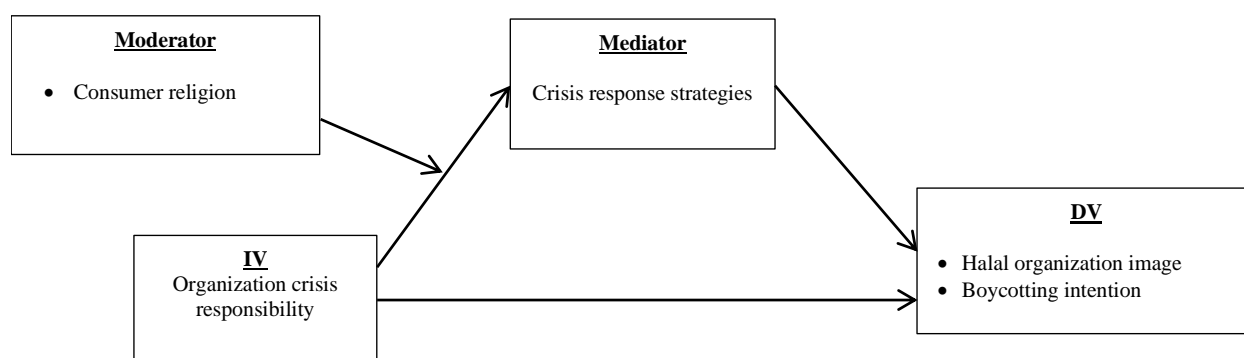 Moderator
• Consumer religion
Mediator
Crisis response strategies
IV
Organization crisis
responsibility
DV
• Halal organization image
• Boycotting intention